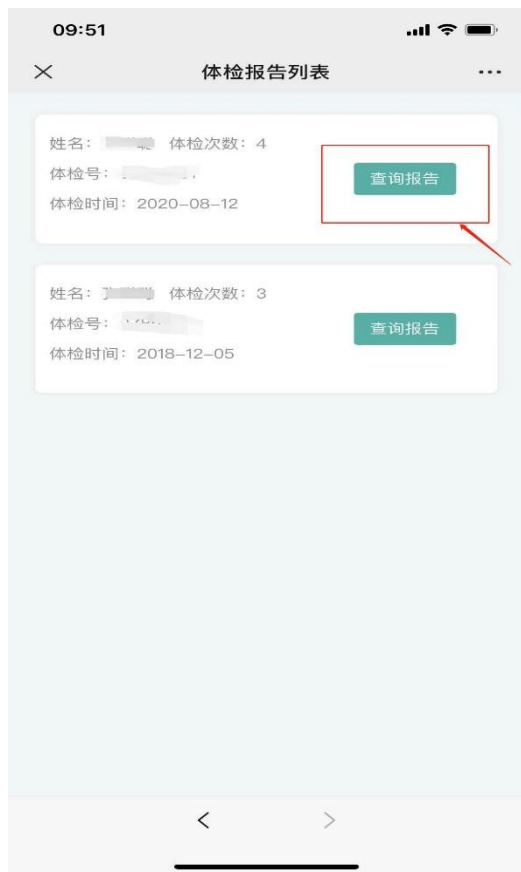 09:51
体检报告列表
姓名: 体检次数: 4
体检号:
查询报告
体检时间: 2020-08-12
姓名: 体检次数: 3
体检号:
查询报告
体检时间: 2018-12-05